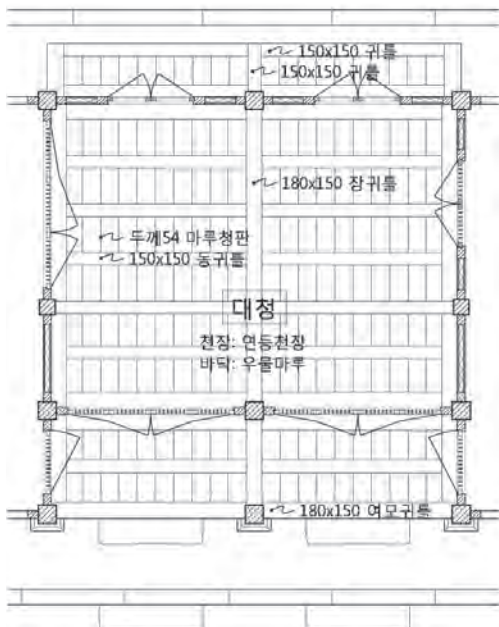 150x150 귀틀
150x150 귀틀
180x150 장귀틀
두께54 마루청판
150x150 동귀틀
대청
천장: 연등천장
바닥: 우물마루
180x150 여모귀틀